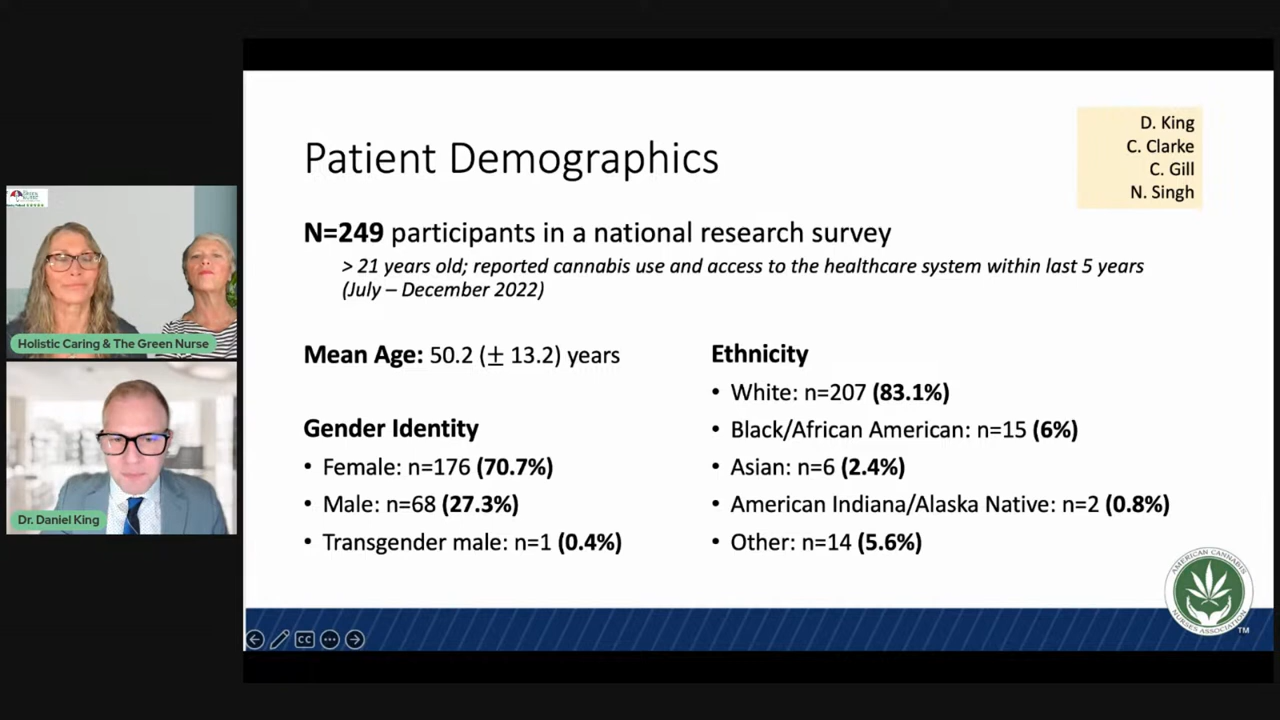 Patient Demographics
D. King
C. Clarke
C. Gill
N. Singh
N=249 participants in a national research survey
> 21 years old; reported cannabis use and access to the healthcare system within last 5 years
(July – December 2022)
Mean Age: 50.2 (± 13.2) years
Gender Identity
• Female: n=176 (70.7%)
• Male: n=68 (27.3%)
• Transgender male: n=1 (0.4%)
Ethnicity
• White: n=207 (83.1%)
• Black/African American: n=15 (6%)
• Asian: n=6 (2.4%)
• American Indiana/Alaska Native: n=2 (0.8%)
• Other: n=14 (5.6%)
Holistic Caring & The Green Nurse
Dr. Daniel King
AMERICAN CANNABIS
NURSES ASSOCIATION
TM
CC